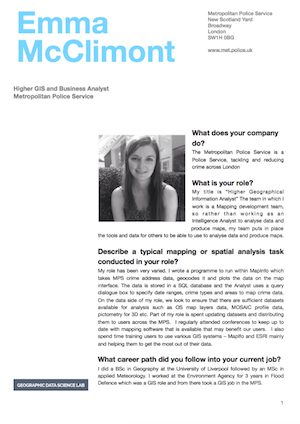 Emma
McClimont
Metropolitan Police Service
New Scotland Yard
Broadway
London
SW1H 0BG
www.met.police.uk
Higher GIS and Business Analyst
Metropolitan Police Service
What does your company
do?
The Metropolitan Police Service is a
Police Service, tackling and reducing
crime across London
What is your role?
My title is "Higher Geographical
Information Analyst" The team in which I
work is a Mapping development team,
so rather than working as an
Intelligence Analyst to analyse data and
produce maps, my team puts in place
the tools and data for others to be able to use to analyse data and produce maps.
Describe a typical mapping or spatial analysis task
conducted in your role?
My role has been very varied. I wrote a programme to run within MapInfo which
takes MPS crime address data, geocodes it and plots the data on the map
interface. The data is stored in a SQL databases and the Analyst uses a query
dialogue box to specify date ranges, crime types and areas to map crime data.
On the data side of my role, we look to ensure that there are sufficient datasets
available for analysis such as OS map layers data, MOSAIC profile data,
pictometry for 3D etc. Part of my role is spent updating datasets and distributing
them to users across the MPS. I regularly attended conferences to keep up to
date with mapping software that is available that may benefit our users. I also
spend time training users to use various GIS systems – MapInfo and ESRI mainly
and helping them to get the most out of their data.
What career path did you follow into your current job?
I did a BSc in Geography at the University of Liverpool followed by an MSc in
applied Meteorology. I worked at the Environment Agency for 3 years in Flood
Defence which was a GIS role and from there took a GIS job in the MPS.
GEOGRAPHIC DATA SCIENCE LAB
1